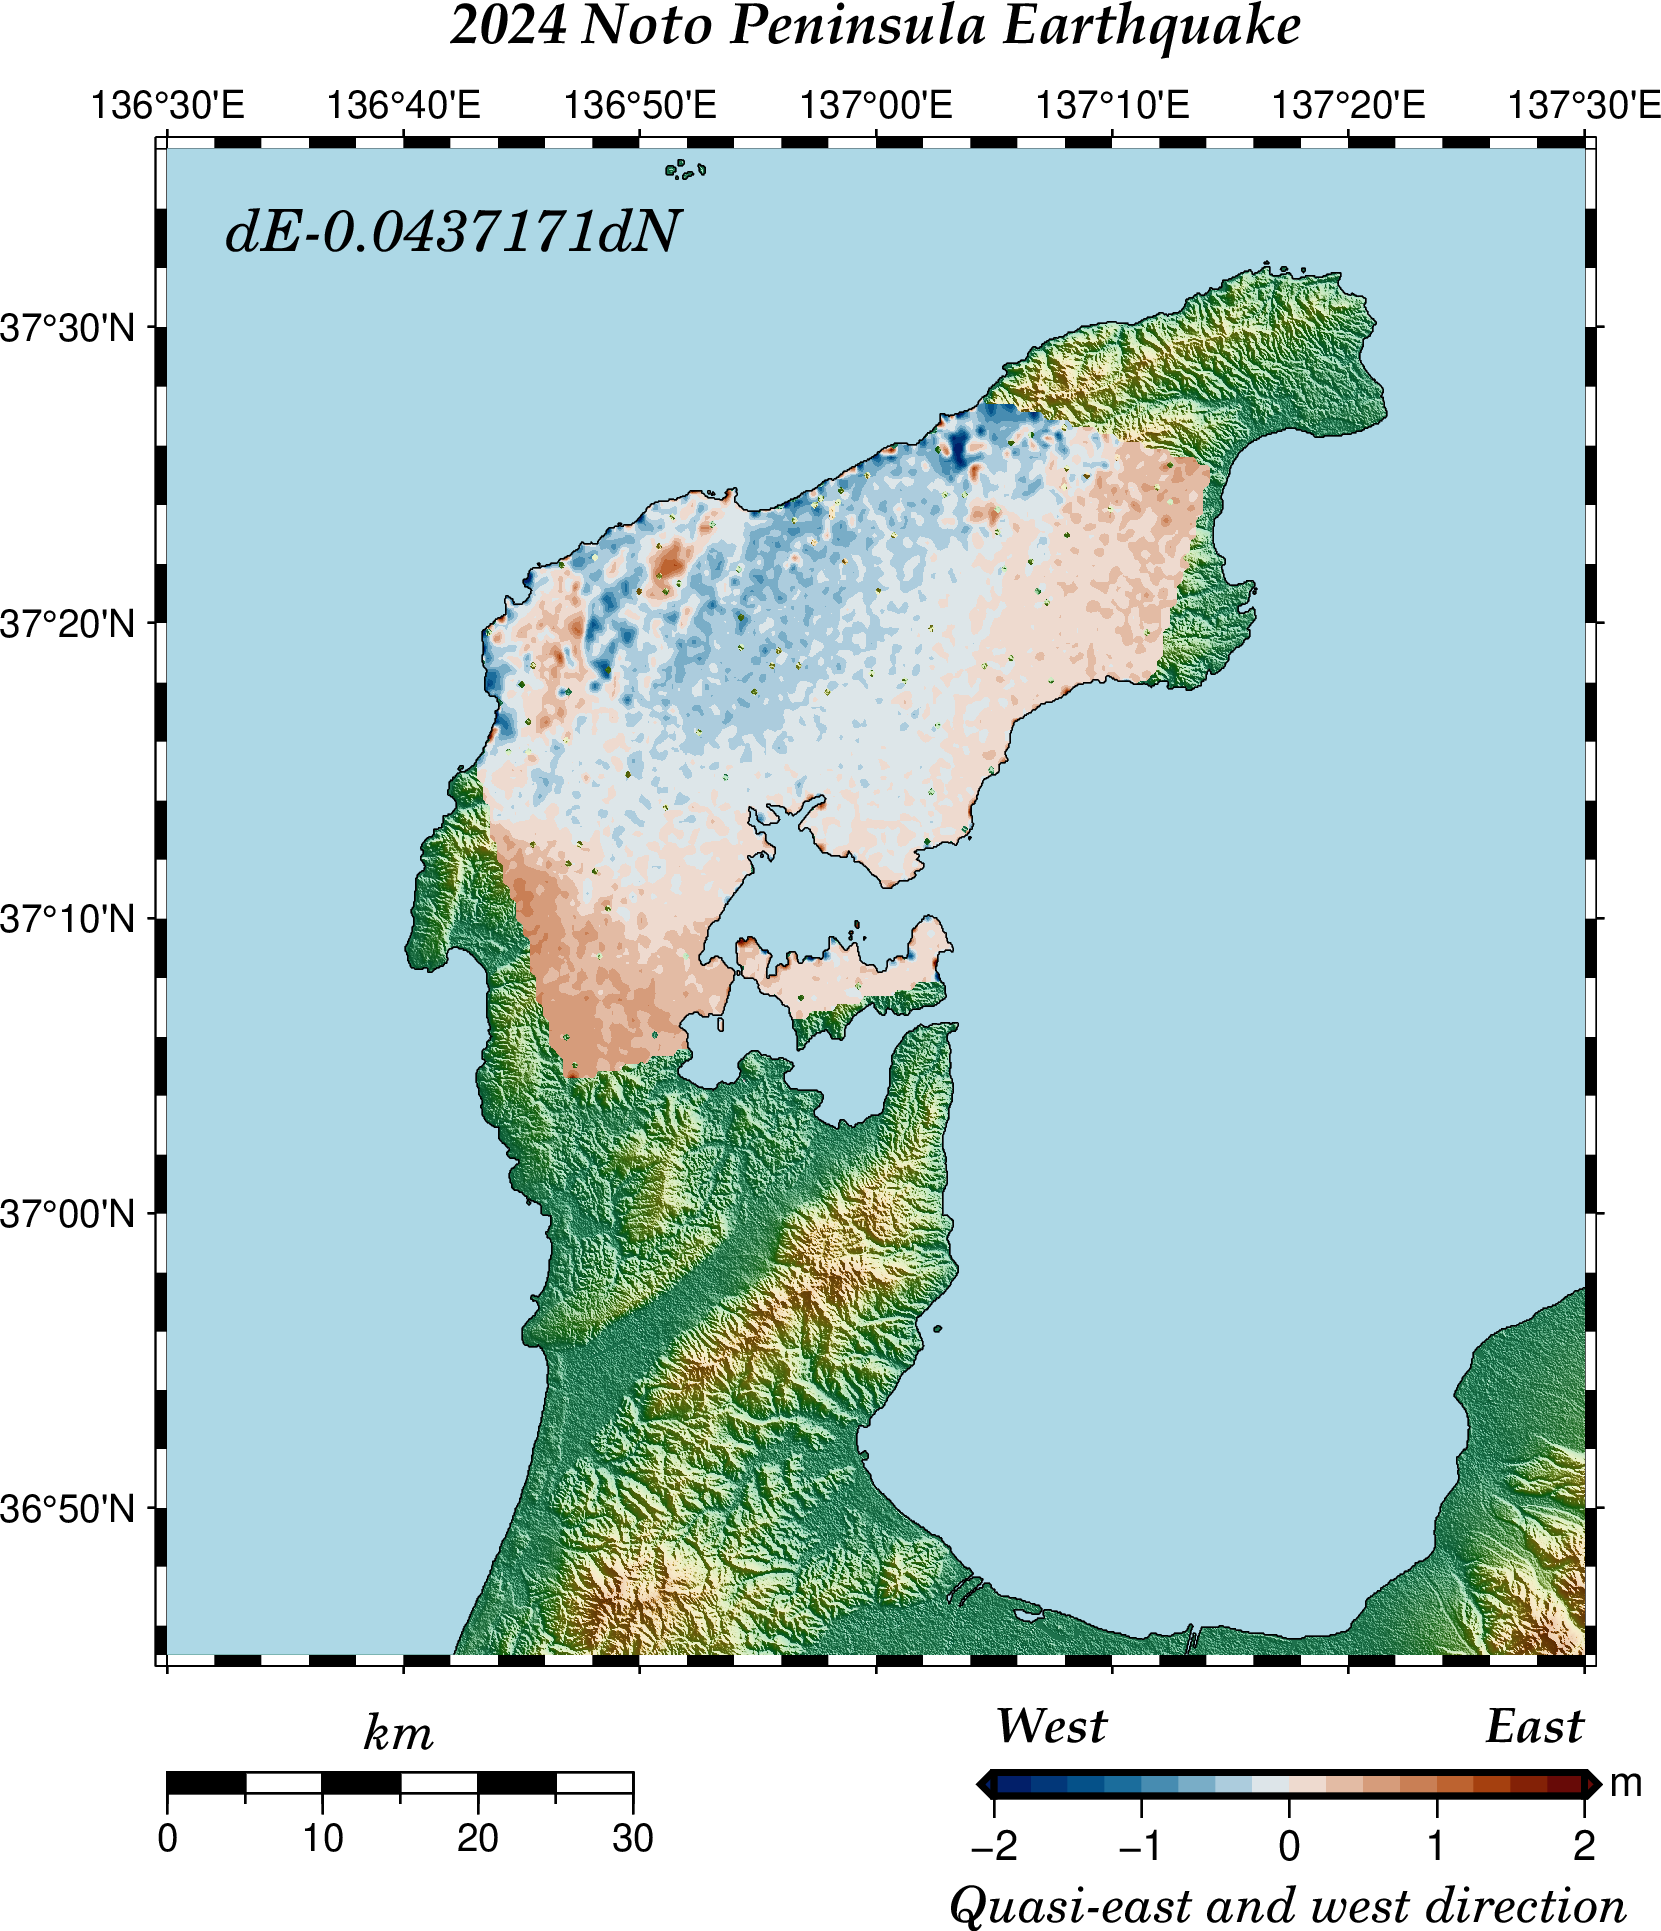 2024 Noto Peninsula Earthquake
136°30'E 136°40'E 136°50'E 137°00'E 137°10'E 137°20'E 137°30'E
dE-0.0437171dN
37°30'N
37°20'N
37°10'N
37°00'N
36°50'N
km
0 10 20 30
West East
m
−2 −1 0 1 2
Quasi-east and west direction